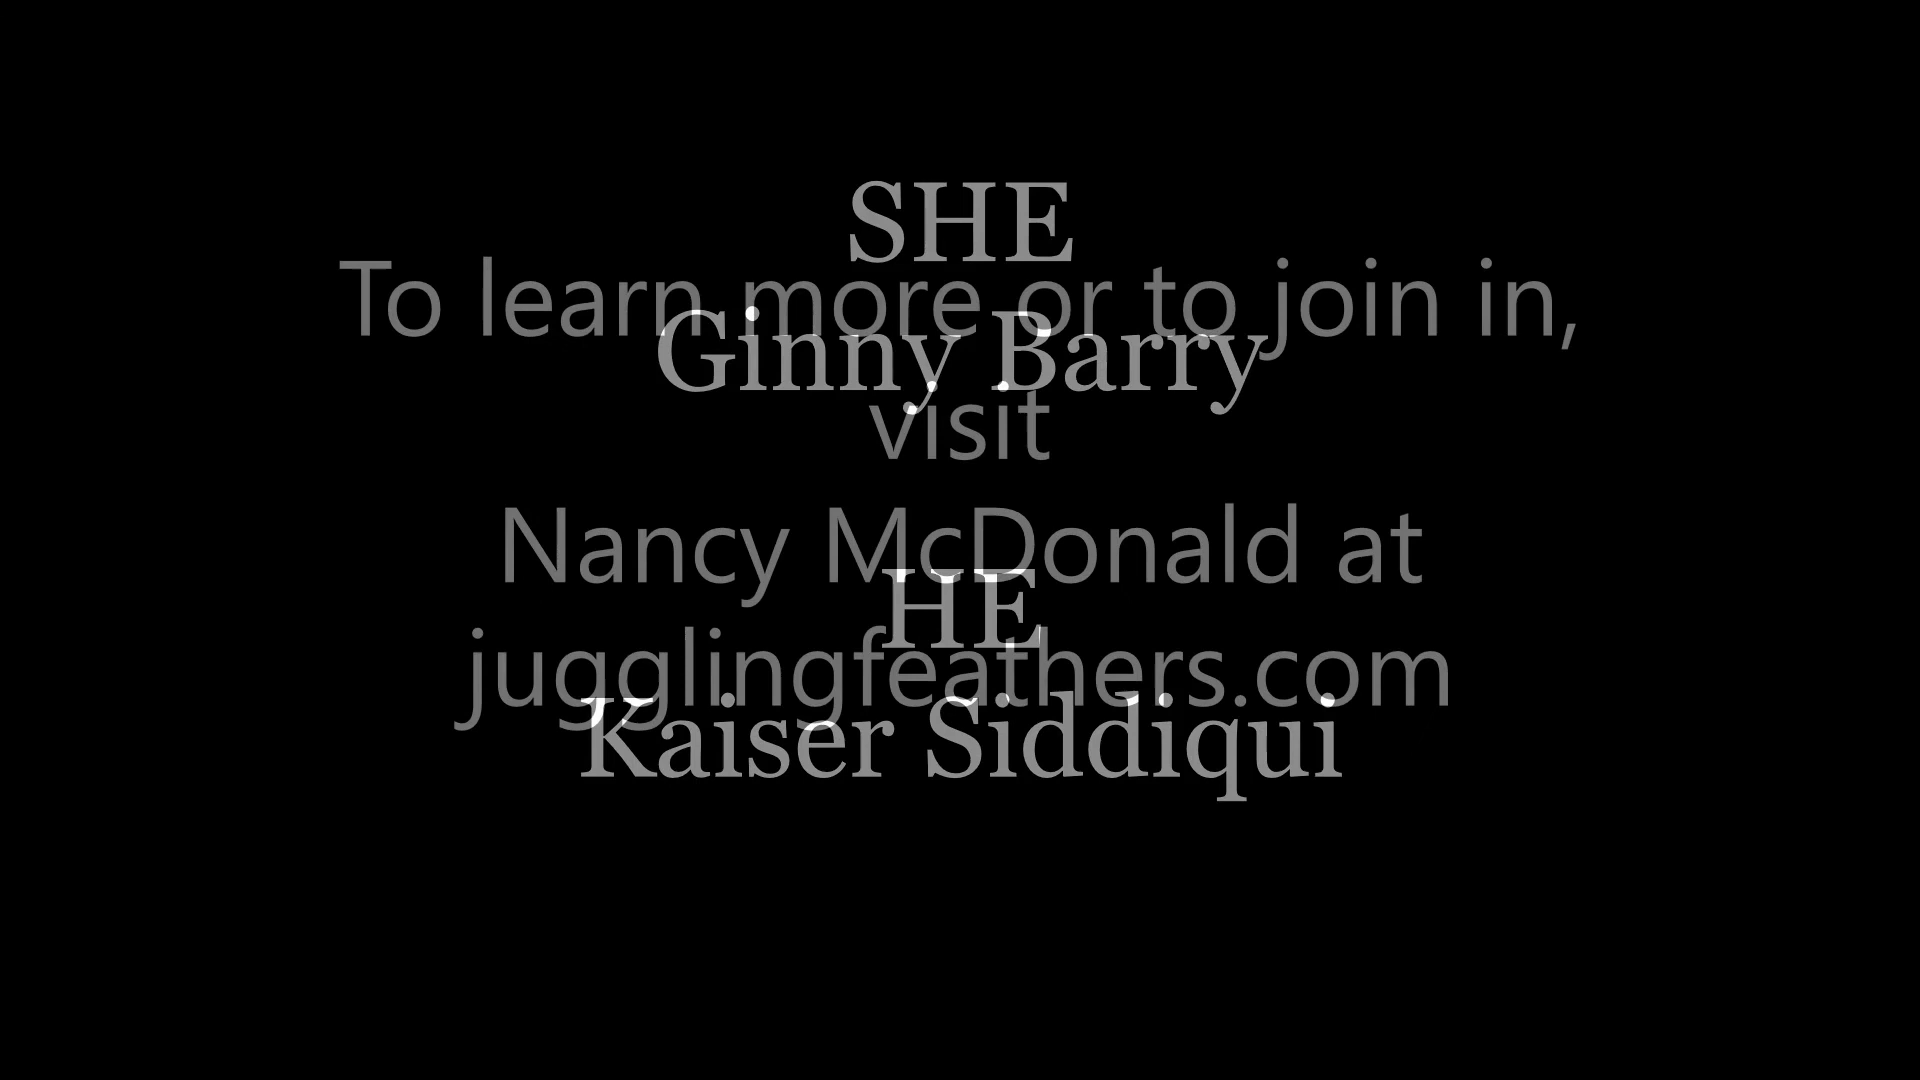 SHE
To learn more or to join in,
Ginny Barry
visit
Nancy McDonald at
HE
jugglingfeathers.com
Kaiser Siddiqui